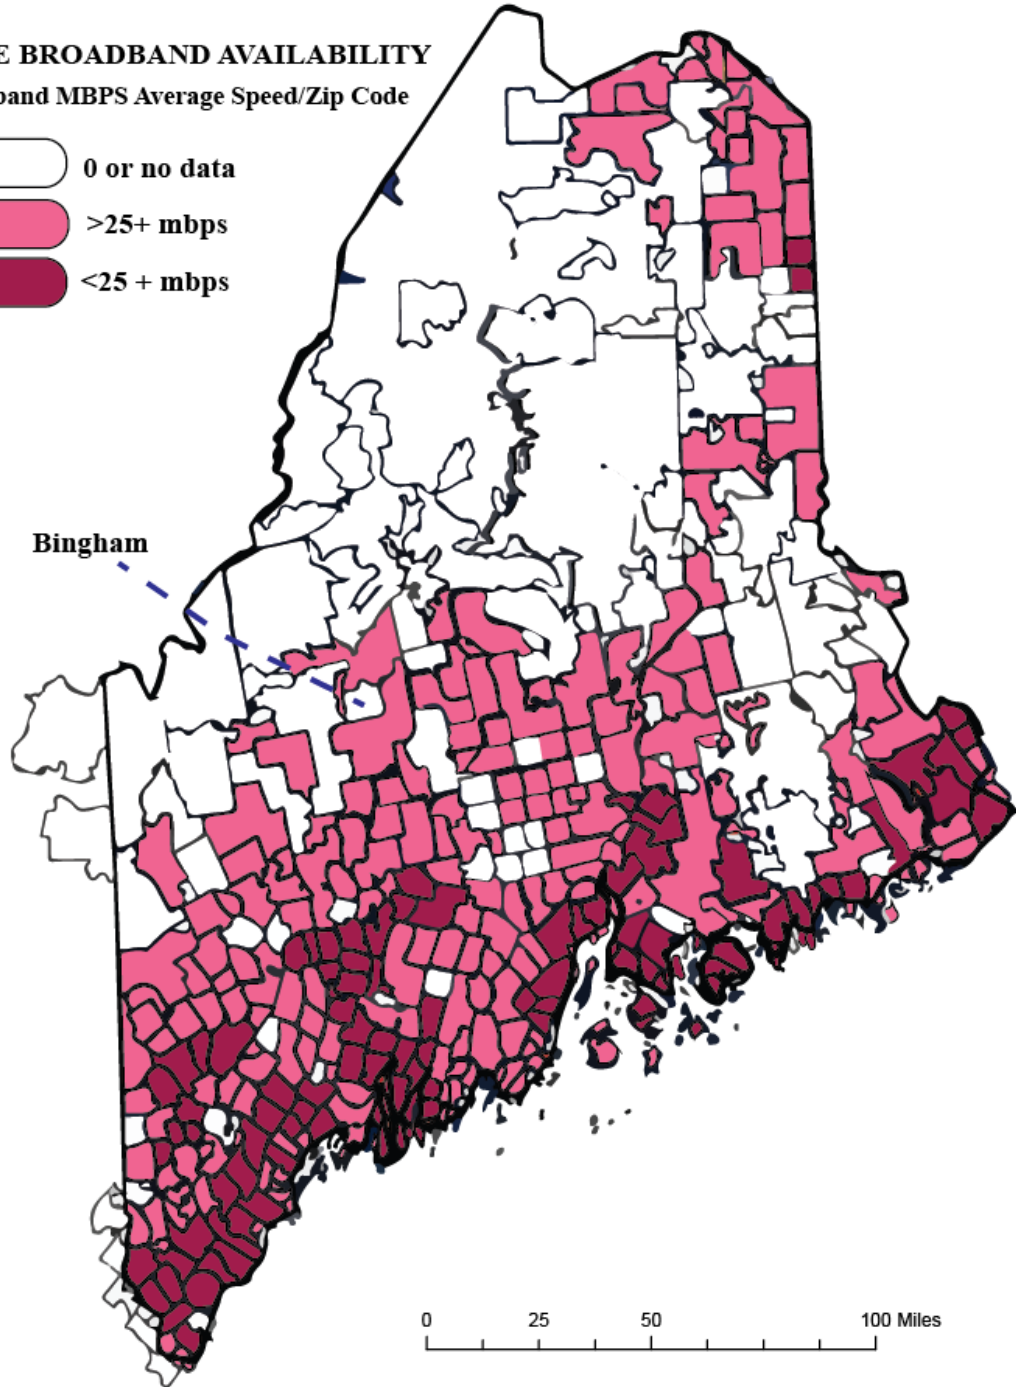 E BROADBAND AVAILABILITY
band MBPS Average Speed/Zip Code
0 or no data
>25+ mbps
<25 + mbps
Bingham
0 25 50 100 Miles